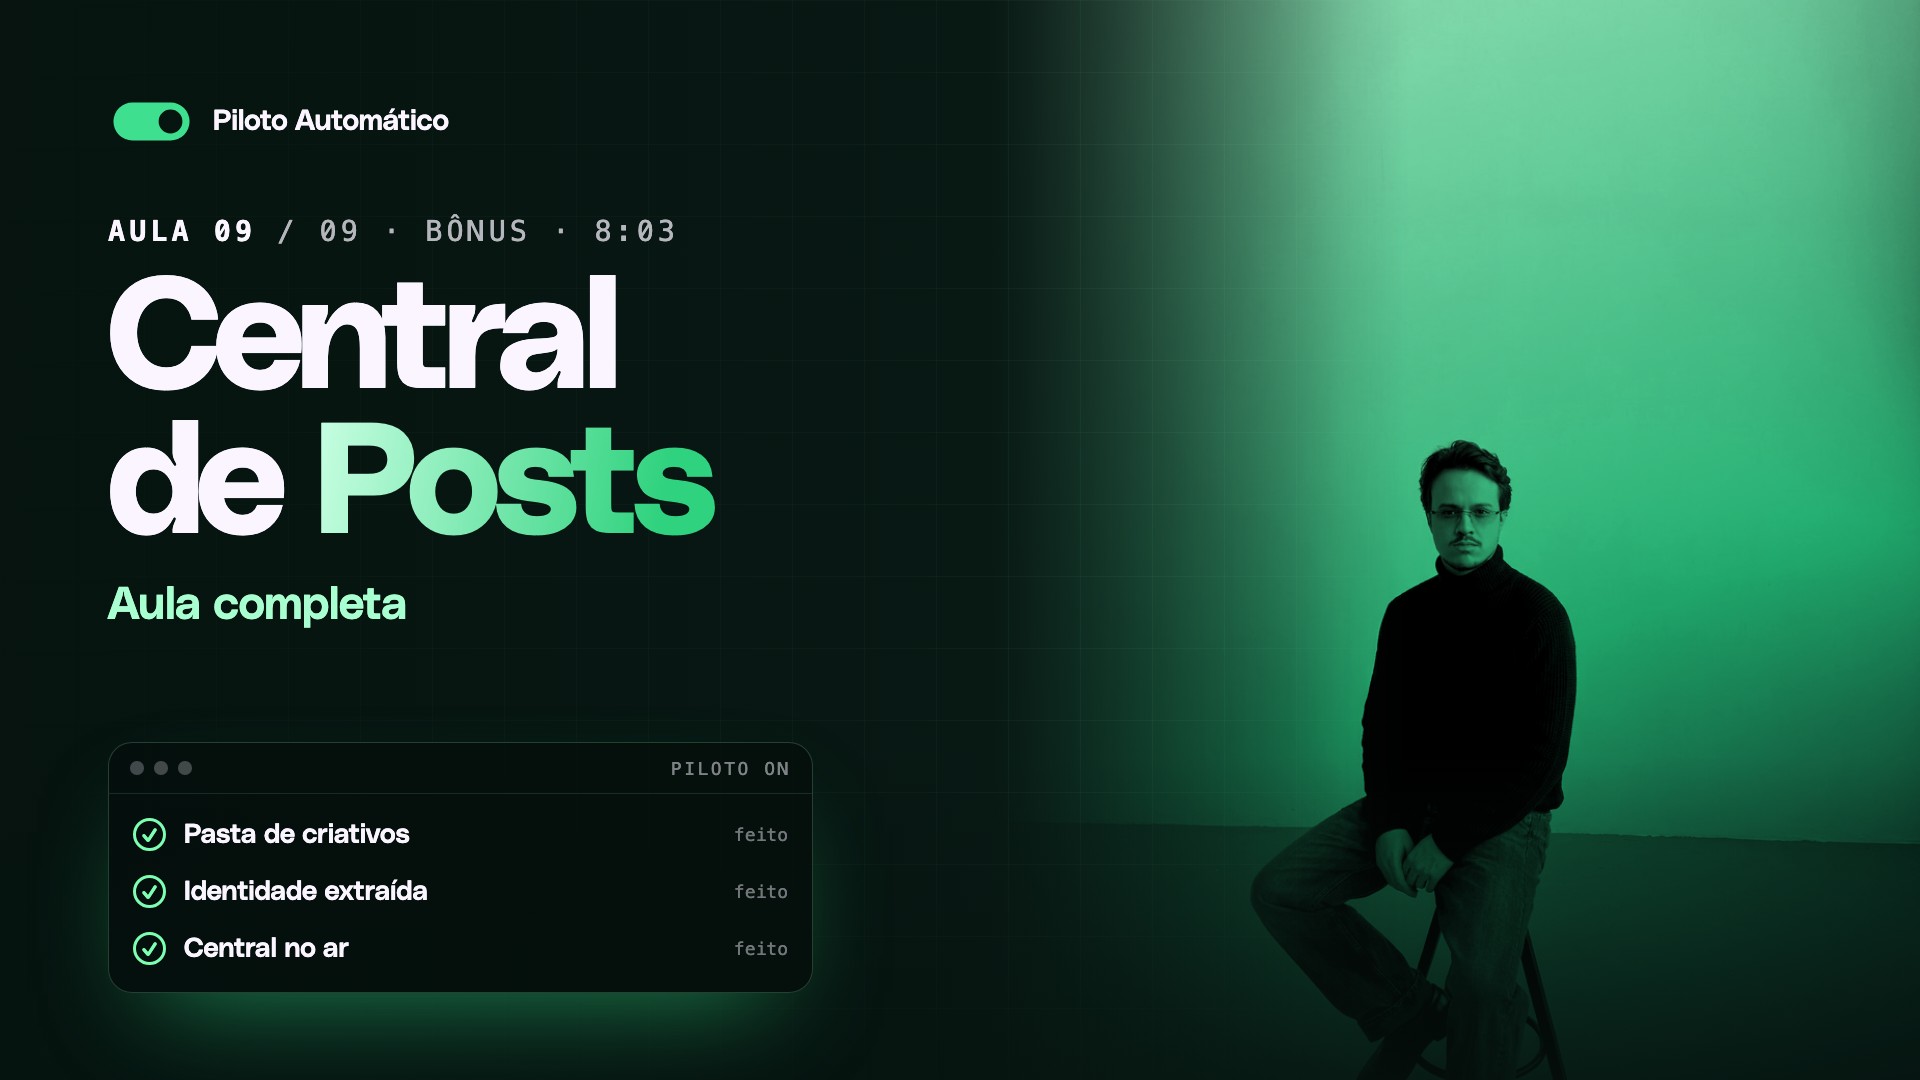 Piloto Automático
AULA 09 / 09 · BÔNUS · 8:03
Central
de Posts
Aula completa
PILOTO ON
Pasta de criativos feito
Identidade extraída feito
Central no ar feito